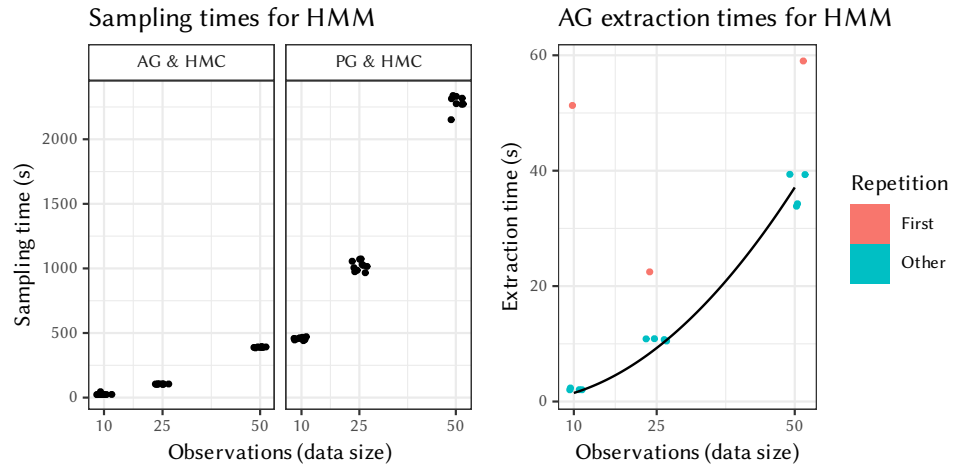 Sampling times for HMM
AG & HMC
PG & HMC
Sampling time (s)
2000
1500
1000
500
0
10
25
50
10
25
50
Observations (data size)
AG extraction times for HMM
Extraction time (s)
60
40
20
0
10
25
50
Observations (data size)
Repetition
First
Other